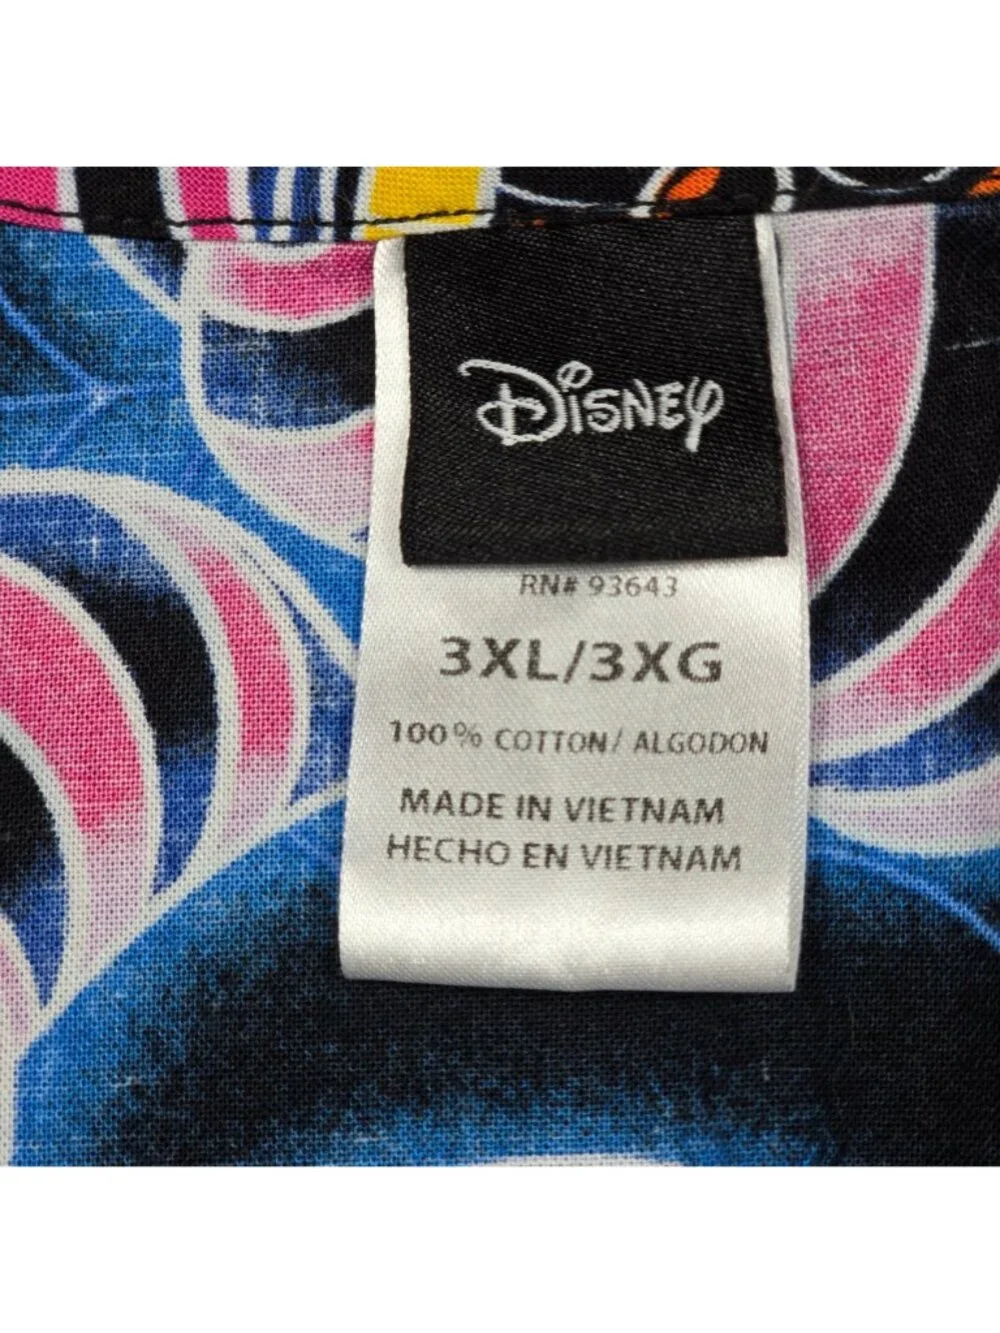 Disney
RN# 93643
3XL/3XG
100% COTTON/ ALGODON
MADE IN VIETNAM
HECHO EN VIETNAM